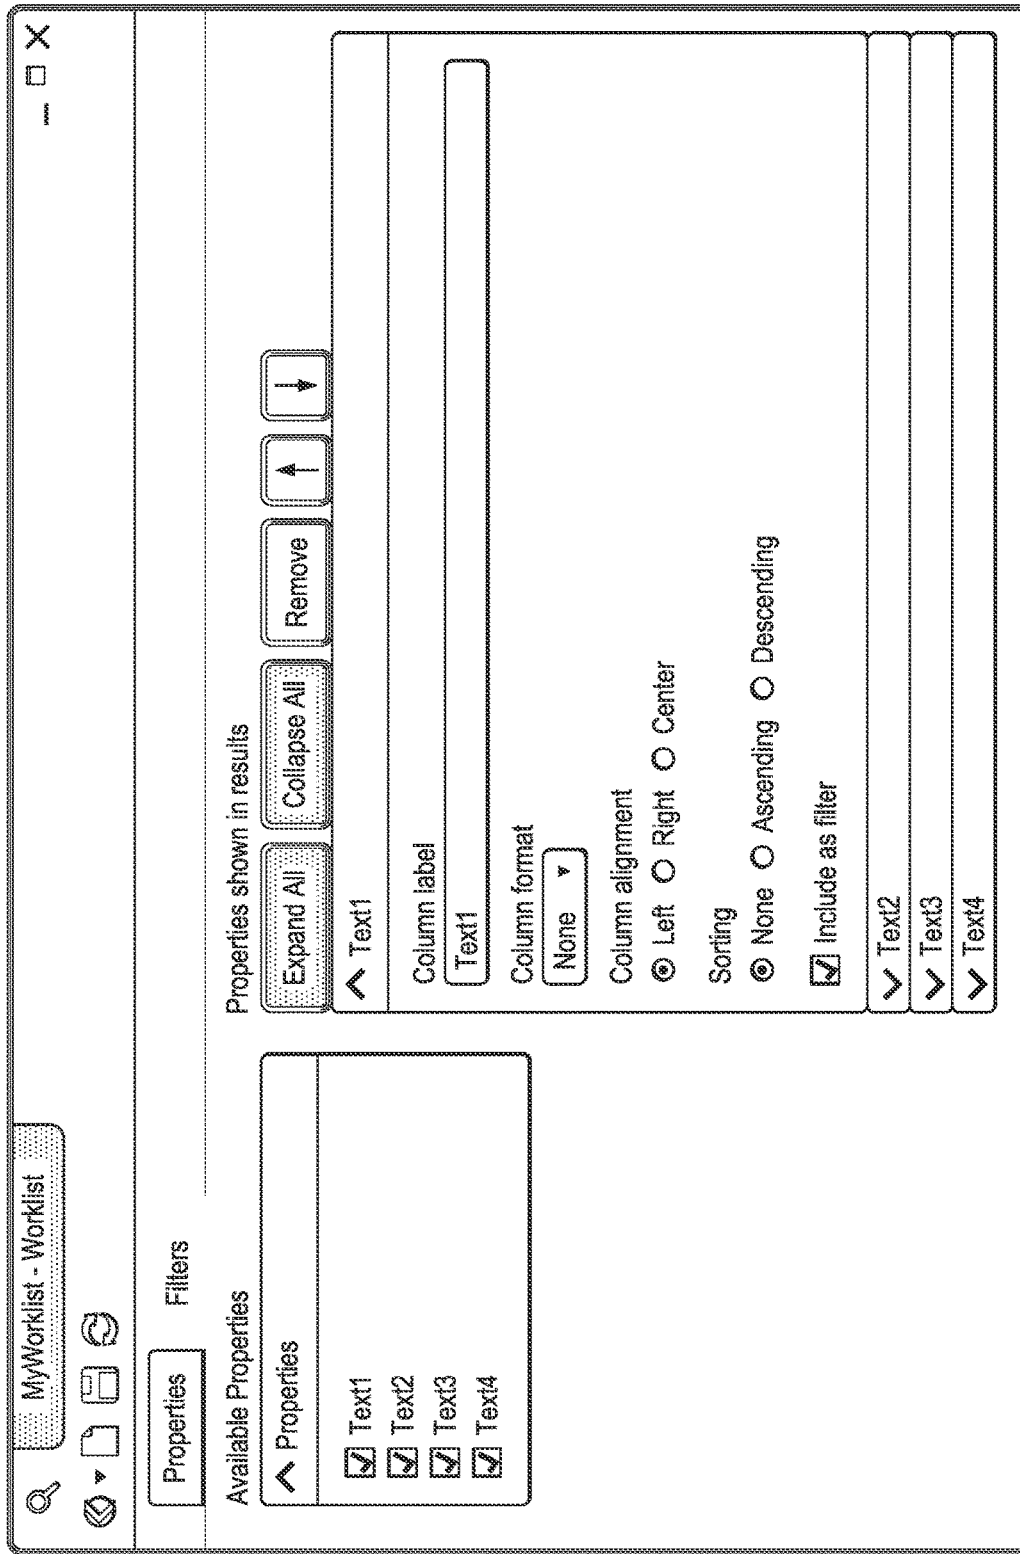 MyWorklist - Worklist
Properties Filters
Available Properties
Properties
Text1
Text2
Text3
Text4
Properties shown in results
Expand All Collapse All Remove
Text1
Column label
Text1
Column format
None
Column alignment
Left Right Center
Sorting
None Ascending Descending
Include as filter
Text2
Text3
Text4